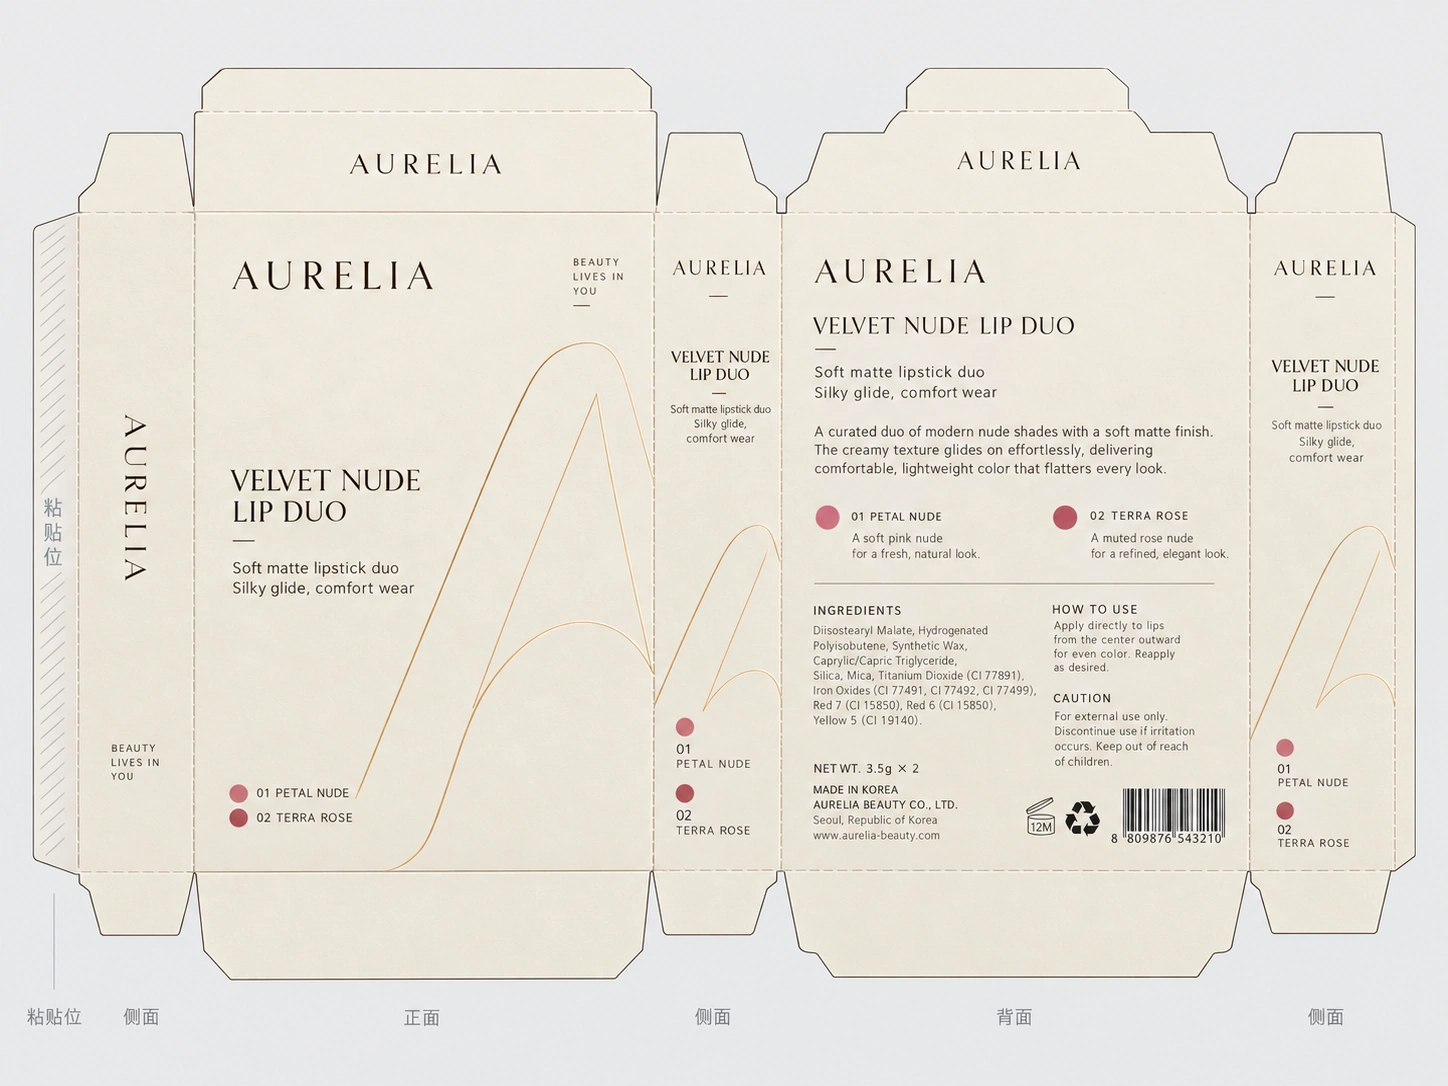 AURELIA
AURELIA
AURELIA
BEAUTY
LIVES IN
YOU
粘贴位
AURELIA
BEAUTY
LIVES IN
YOU
VELVET NUDE
LIP DUO
Soft matte lipstick duo
Silky glide, comfort wear
01 PETAL NUDE
02 TERRA ROSE
AURELIA
VELVET NUDE
LIP DUO
Soft matte lipstick duo
Silky glide,
comfort wear
01
PETAL NUDE
02
TERRA ROSE
AURELIA
VELVET NUDE LIP DUO
Soft matte lipstick duo
Silky glide, comfort wear
A curated duo of modern nude shades with a soft matte finish.
The creamy texture glides on effortlessly, delivering
comfortable, lightweight color that flatters every look.
01 PETAL NUDE
A soft pink nude
for a fresh, natural look.
02 TERRA ROSE
A muted rose nude
for a refined, elegant look.
INGREDIENTS
Diisostearyl Malate, Hydrogenated
Polyisobutene, Synthetic Wax,
Caprylic/Capric Triglyceride,
Silica, Mica, Titanium Dioxide (CI 77891),
Iron Oxides (CI 77491, CI 77492, CI 77499),
Red 7 (CI 15850), Red 6 (CI 15850),
Yellow 5 (CI 19140).
HOW TO USE
Apply directly to lips
from the center outward
for even color. Reapply
as desired.
CAUTION
For external use only.
Discontinue use if irritation
occurs. Keep out of reach
of children.
NET WT. 3.5g × 2
MADE IN KOREA
AURELIA BEAUTY CO., LTD.
Seoul, Republic of Korea
www.aurelia-beauty.com
12M
8 809876 543210
AURELIA
VELVET NUDE
LIP DUO
Soft matte lipstick duo
Silky glide,
comfort wear
01
PETAL NUDE
02
TERRA ROSE
粘贴位
侧面
正面
侧面
背面
侧面